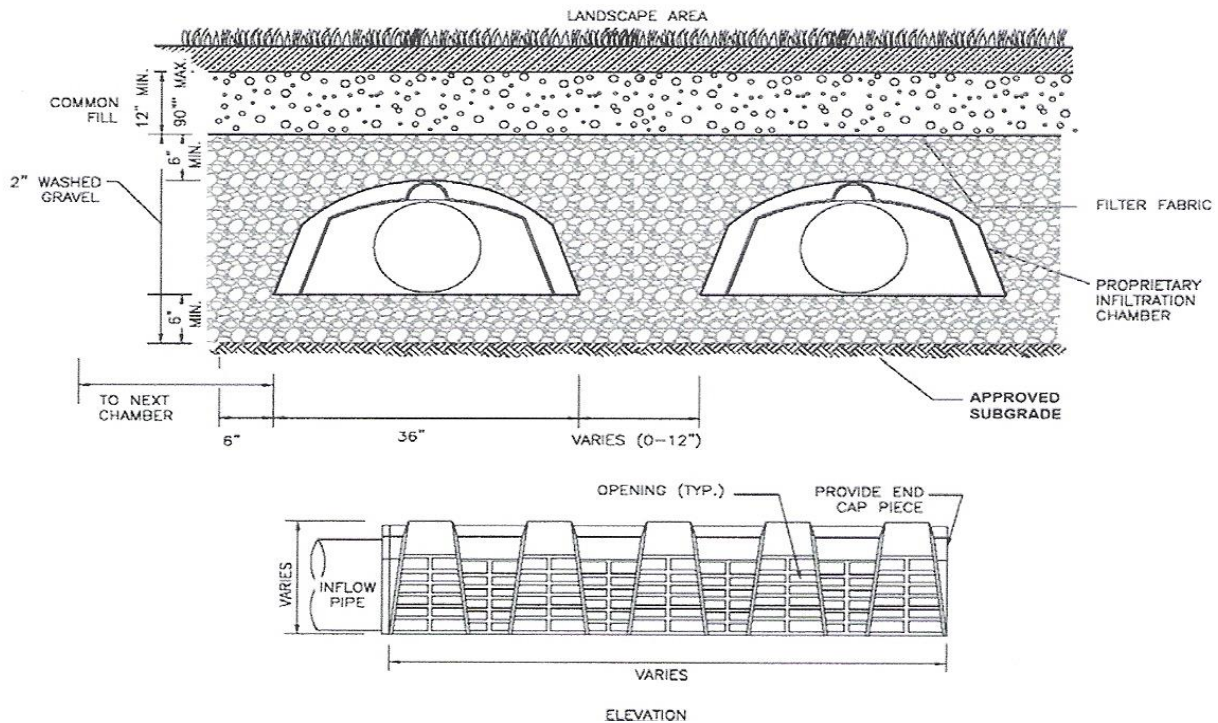 LANDSCAPE AREA
COMMON
FILL
12" MIN.
90"" MAX.
6"
MIN.
2" WASHED
GRAVEL
FILTER FABRIC
PROPRIETARY
INFILTRATION
CHAMBER
6"
MIN.
TO NEXT
CHAMBER
APPROVED
SUBGRADE
6"
36"
VARIES (0-12")
OPENING (TYP.)
PROVIDE END
CAP PIECE
VARIES
INFLOW
PIPE
VARIES
ELEVATION